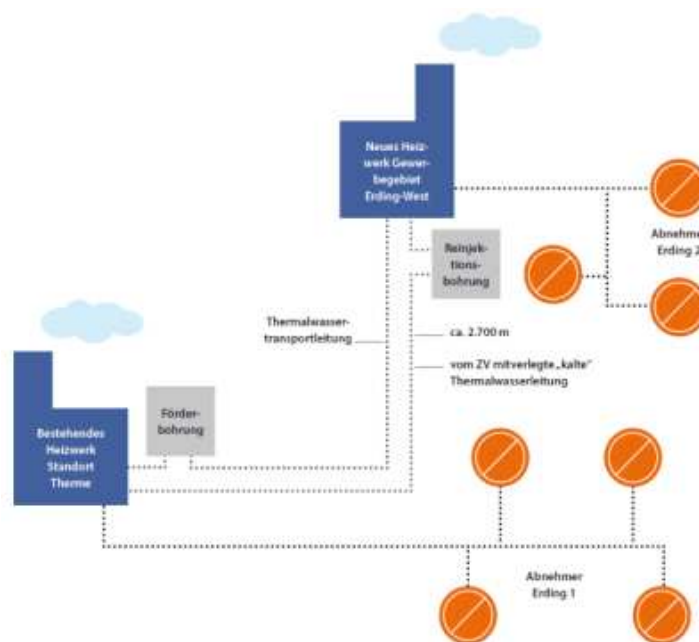 Neues Heiz-
werk Gewer-
begebiet
Erding-West
Abnehmer
Erding 2
Reinjek-
tions-
bohrung
Thermalwasser-
transportleitung
ca. 2.700 m
vom ZV mitverlegte „kalte“
Thermalwasserleitung
Förder-
bohrung
Bestehendes
Heizwerk
Standort
Therme
Abnehmer
Erding 1